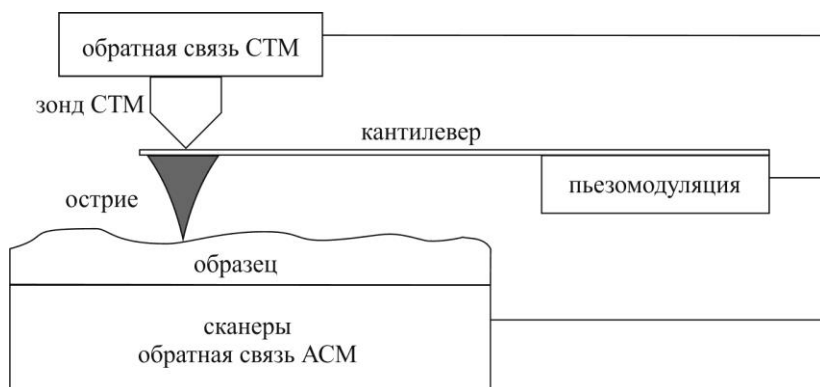 обратная связь СТМ
зонд СТМ
кантилевер
пьезомодуляция
острие
образец
сканеры
обратная связь АСМ